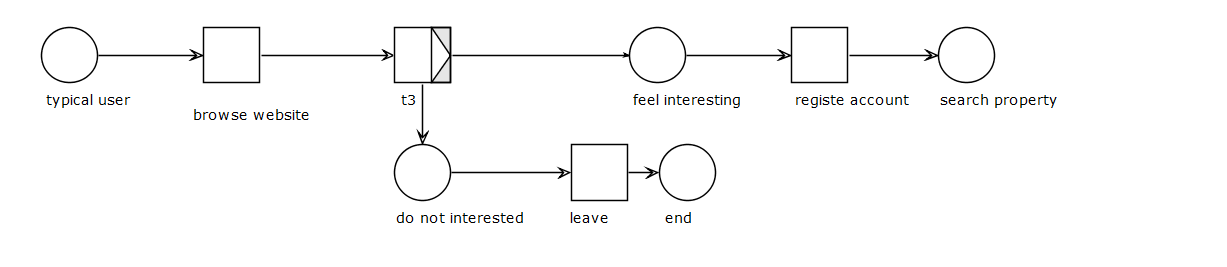 typical user
browse website
t3
feel interesting
registe account
search property
do not interested
leave
end